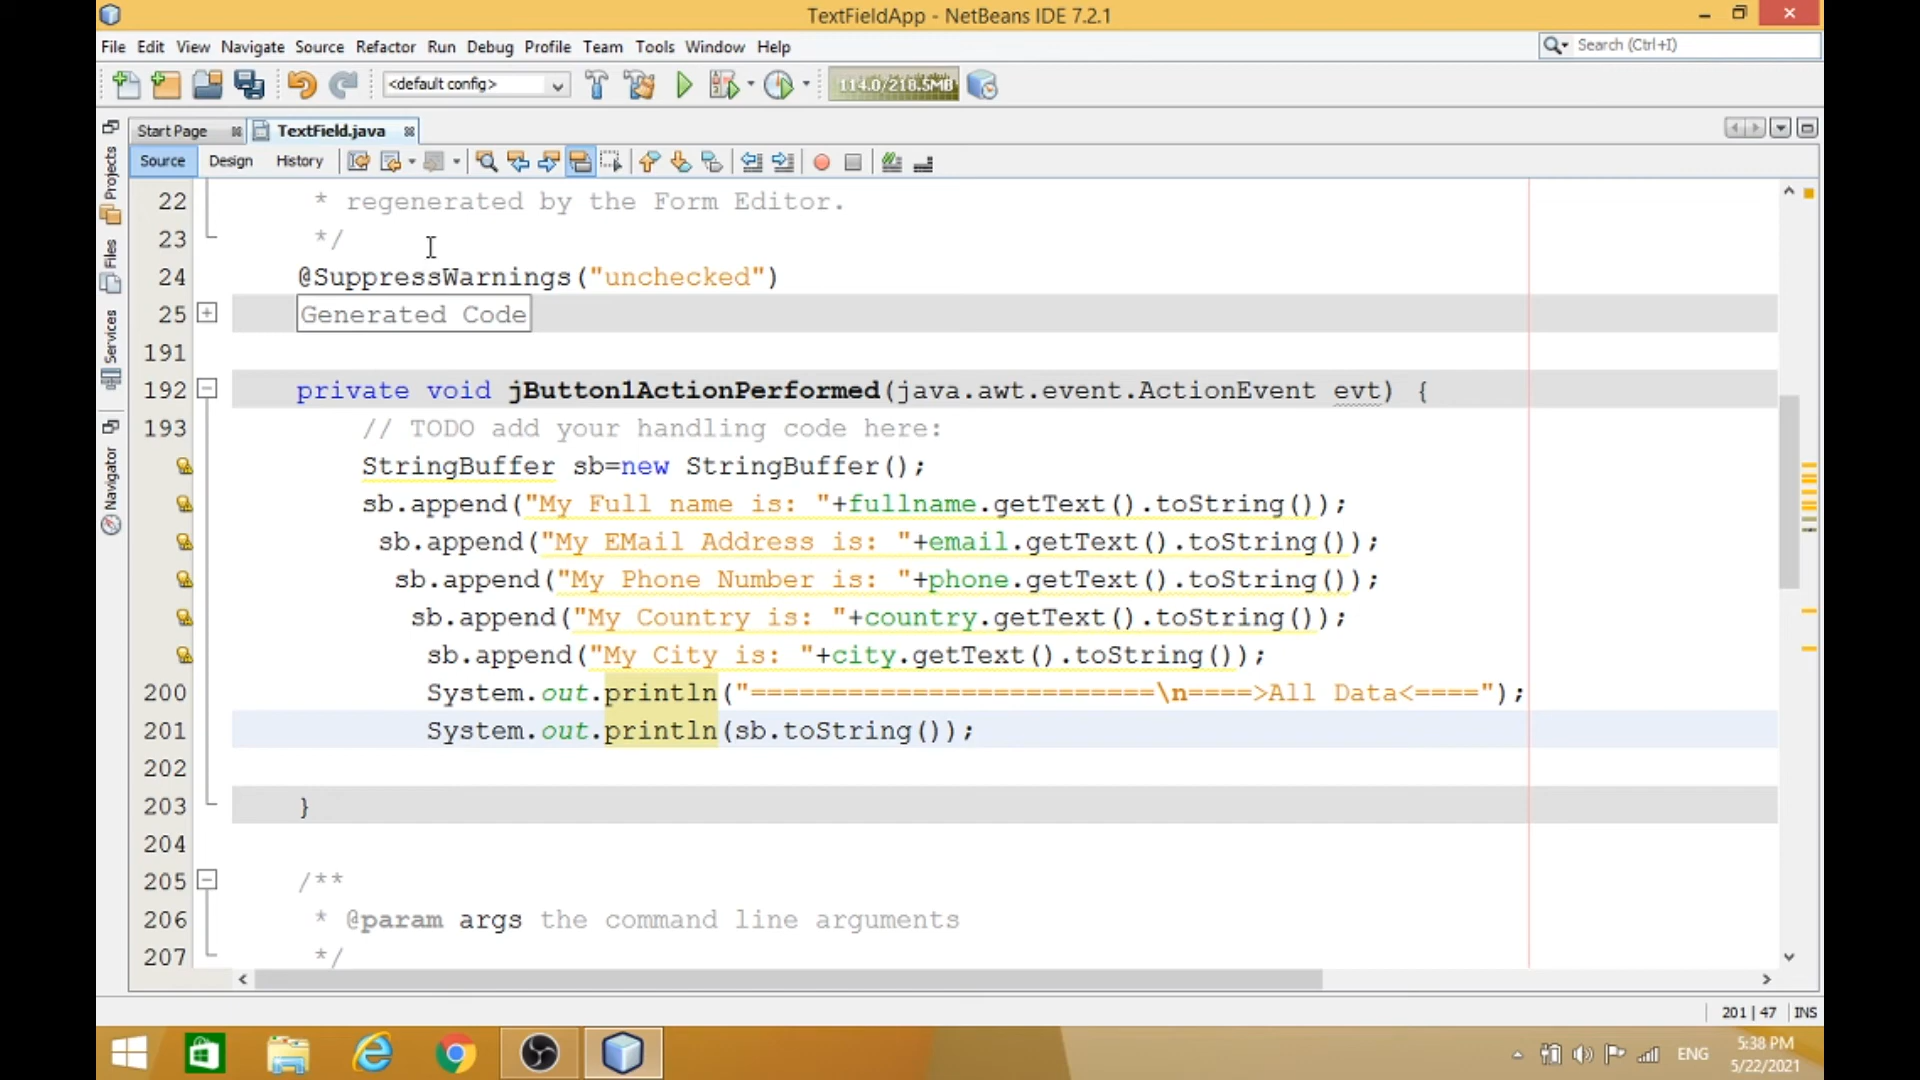 TextFieldApp - NetBeans IDE 7.2.1
File Edit View Navigate Source Refactor Run Debug Profile Team Tools Window Help
Search (Ctrl+I)
<default config>
114.0/218.5MB
Start Page
TextField.java
Source Design History
Projects
Files
Services
Navigator
22 * regenerated by the Form Editor.
23 */
24 @SuppressWarnings("unchecked")
25 Generated Code
191
192 private void jButton1ActionPerformed(java.awt.event.ActionEvent evt) {
193 // TODO add your handling code here:
StringBuffer sb=new StringBuffer();
sb.append("My Full name is: "+fullname.getText().toString());
sb.append("My EMail Address is: "+email.getText().toString());
sb.append("My Phone Number is: "+phone.getText().toString());
sb.append("My Country is: "+country.getText().toString());
sb.append("My City is: "+city.getText().toString());
200 System.out.println("=========================\n====>All Data<====");
201 System.out.println(sb.toString());
202
203 }
204
205 /**
206 * @param args the command line arguments
207 */
201 | 47 INS
ENG
5:38 PM
5/22/2021